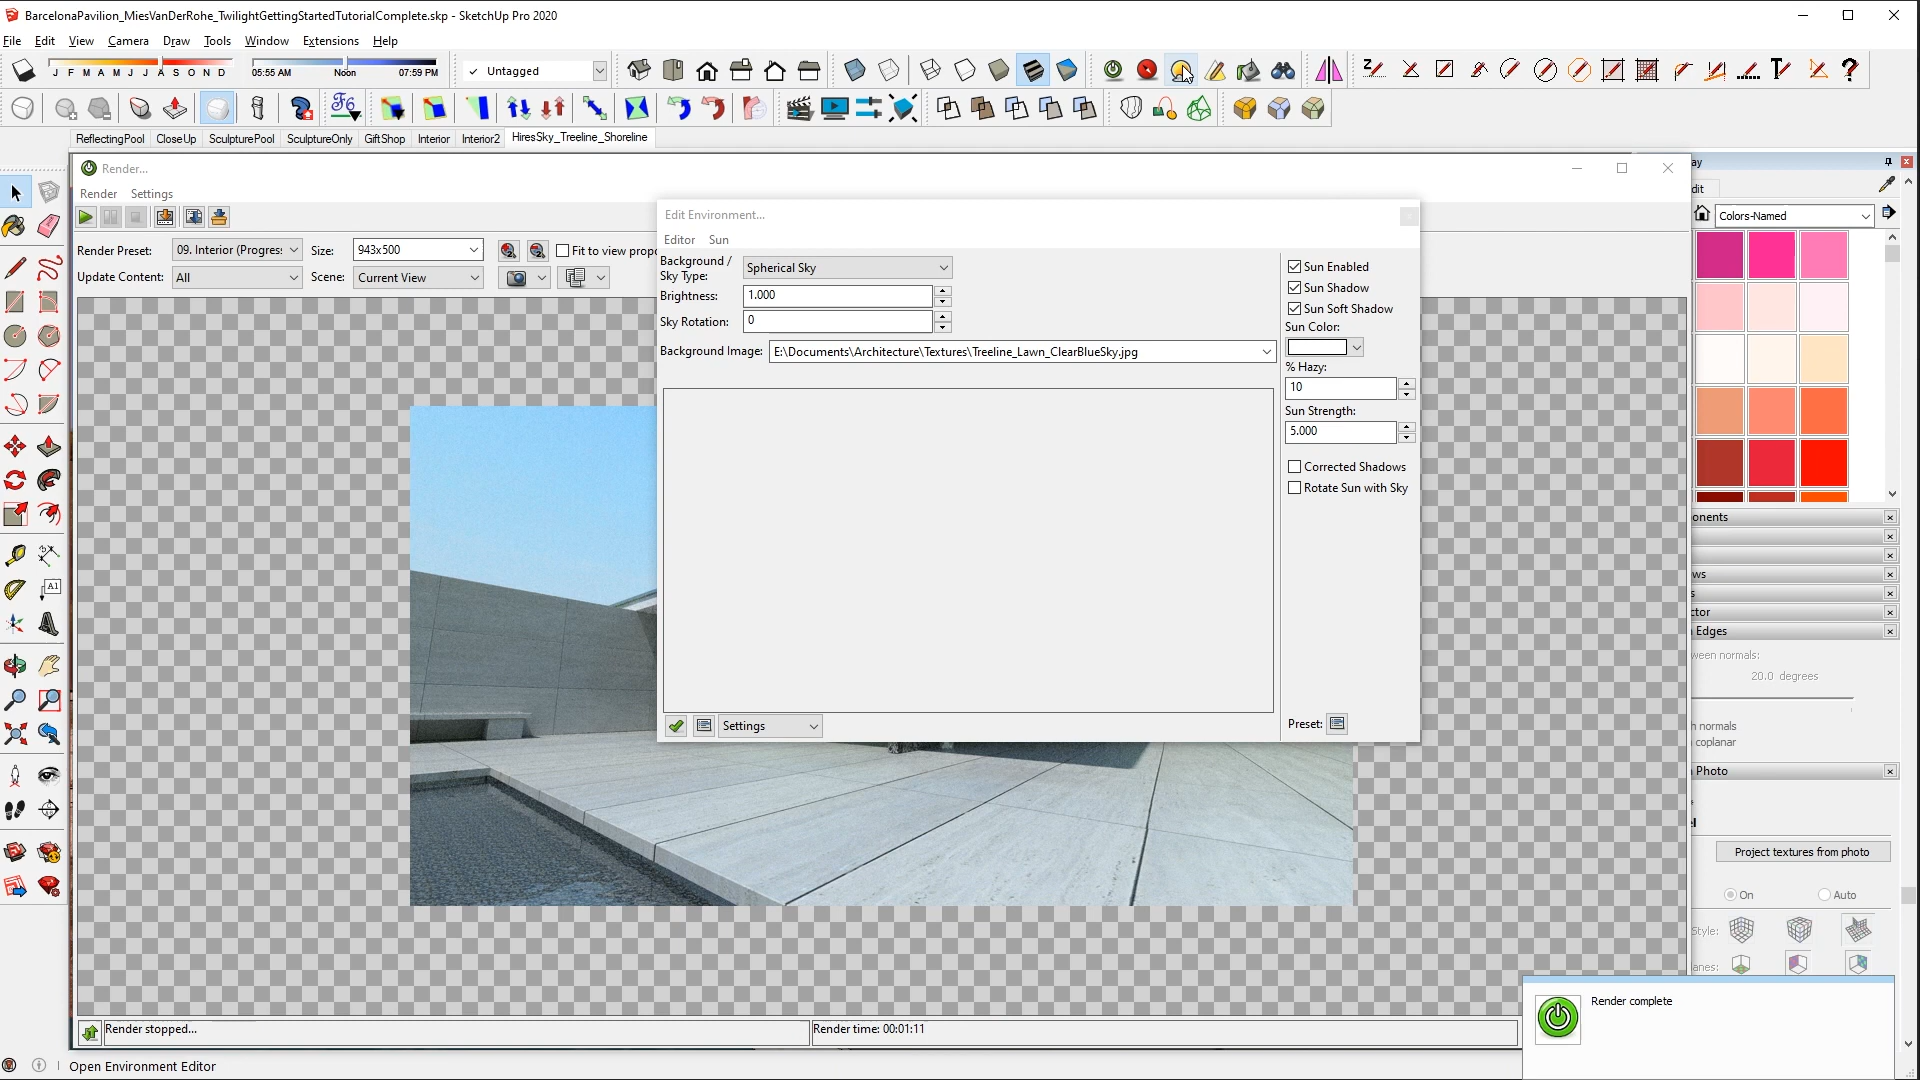 BarcelonaPavilion_MiesVanDerRohe_TwilightGettingStartedTutorialComplete.skp - SketchUp Pro 2020
File Edit View Camera Draw Tools Window Extensions Help
J F M A M J J A S O N D 05:55 AM Noon 07:59 PM Untagged
ReflectingPool CloseUp SculpturePool SculptureOnly GiftShop Interior Interior2 HiresSky_Treeline_Shoreline
Render...
Render Settings
Render Preset: 09. Interior (Progres: Size: 943x500 Fit to view propo
Update Content: All Scene: Current View
Edit Environment...
Editor Sun
Background /
Sky Type: Spherical Sky
Brightness: 1.000
Sky Rotation: 0
Background Image: E:\Documents\Architecture\Textures\Treeline_Lawn_ClearBlueSky.jpg
Sun Enabled
Sun Shadow
Sun Soft Shadow
Sun Color:
% Hazy:
10
Sun Strength:
5.000
Corrected Shadows
Rotate Sun with Sky
Settings
Preset:
ay
dit
Colors-Named
onents
ws
s
ctor
Edges
ween normals:
20.0 degrees
h normals
coplanar
Photo
el
Project textures from photo
On Auto
Style:
anes:
Render complete
Render stopped... Render time: 00:01:11
Open Environment Editor